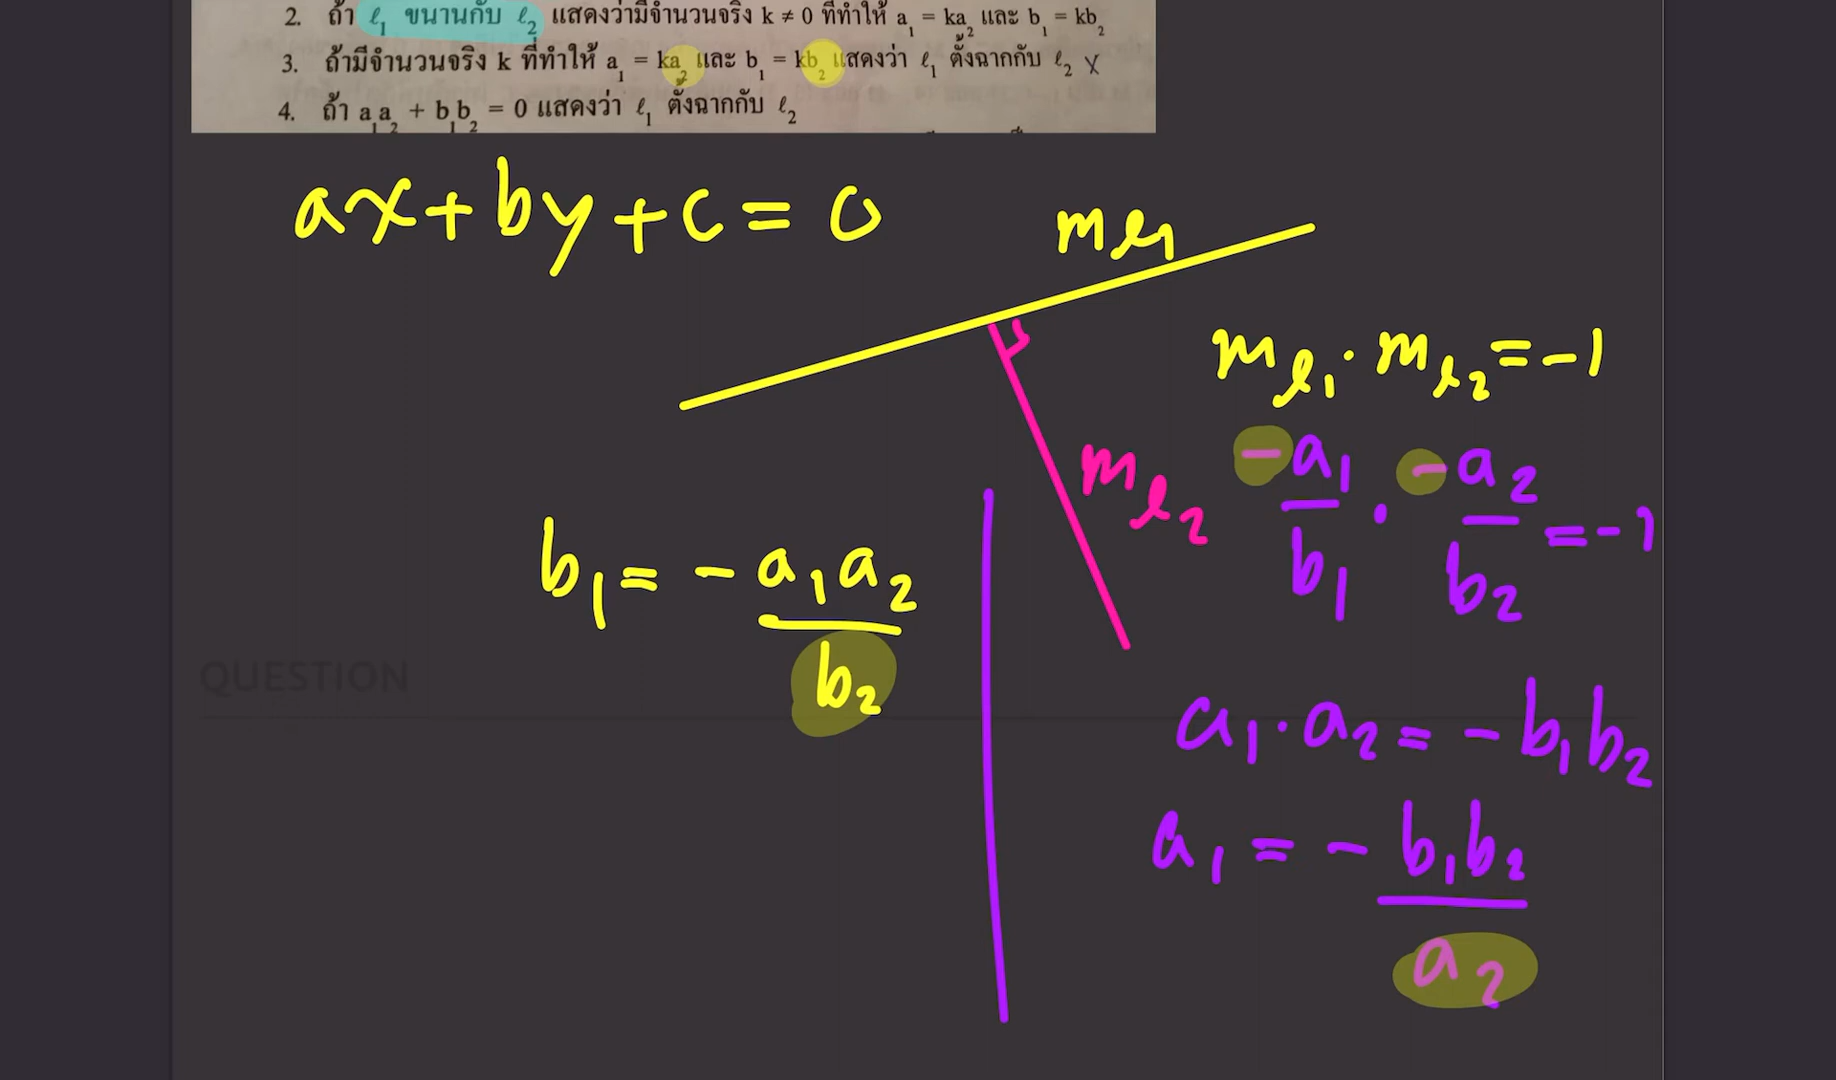 2. ถ้า ℓ₁ ขนานกับ ℓ₂ แสดงว่ามีจำนวนจริง k ≠ 0 ที่ทำให้ a₁ = ka₂ และ b₁ = kb₂
3. ถ้ามีจำนวนจริง k ที่ทำให้ a₁ = ka₂ และ b₁ = kb₂ แสดงว่า ℓ₁ ตั้งฉากกับ ℓ₂ X
4. ถ้า a₁a₂ + b₁b₂ = 0 แสดงว่า ℓ₁ ตั้งฉากกับ ℓ₂
ax+by+c=0
mℓ₁
mℓ₁·mℓ₂=-1
mℓ₂
-a₁/b₁ · -a₂/b₂ =-1
b₁= -a₁a₂/b₂
QUESTION
a₁·a₂=-b₁b₂
a₁=-b₁b₂/a₂